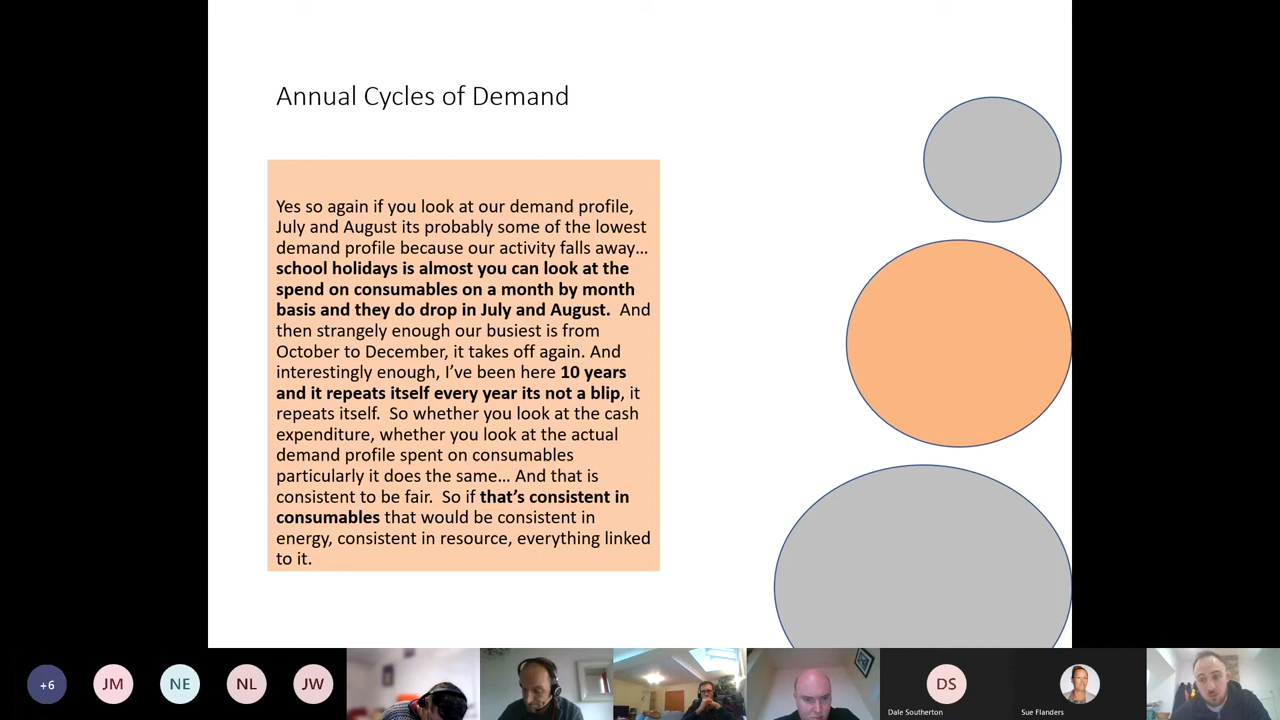 Annual Cycles of Demand
Yes so again if you look at our demand profile,
July and August its probably some of the lowest
demand profile because our activity falls away…
school holidays is almost you can look at the
spend on consumables on a month by month
basis and they do drop in July and August.  And
then strangely enough our busiest is from
October to December, it takes off again. And
interestingly enough, I’ve been here 10 years
and it repeats itself every year its not a blip, it
repeats itself.  So whether you look at the cash
expenditure, whether you look at the actual
demand profile spent on consumables
particularly it does the same… And that is
consistent to be fair.  So if that’s consistent in
consumables that would be consistent in
energy, consistent in resource, everything linked
to it.
+6
JM
NE
NL
JW
DS
Dale Southerton
Sue Flanders